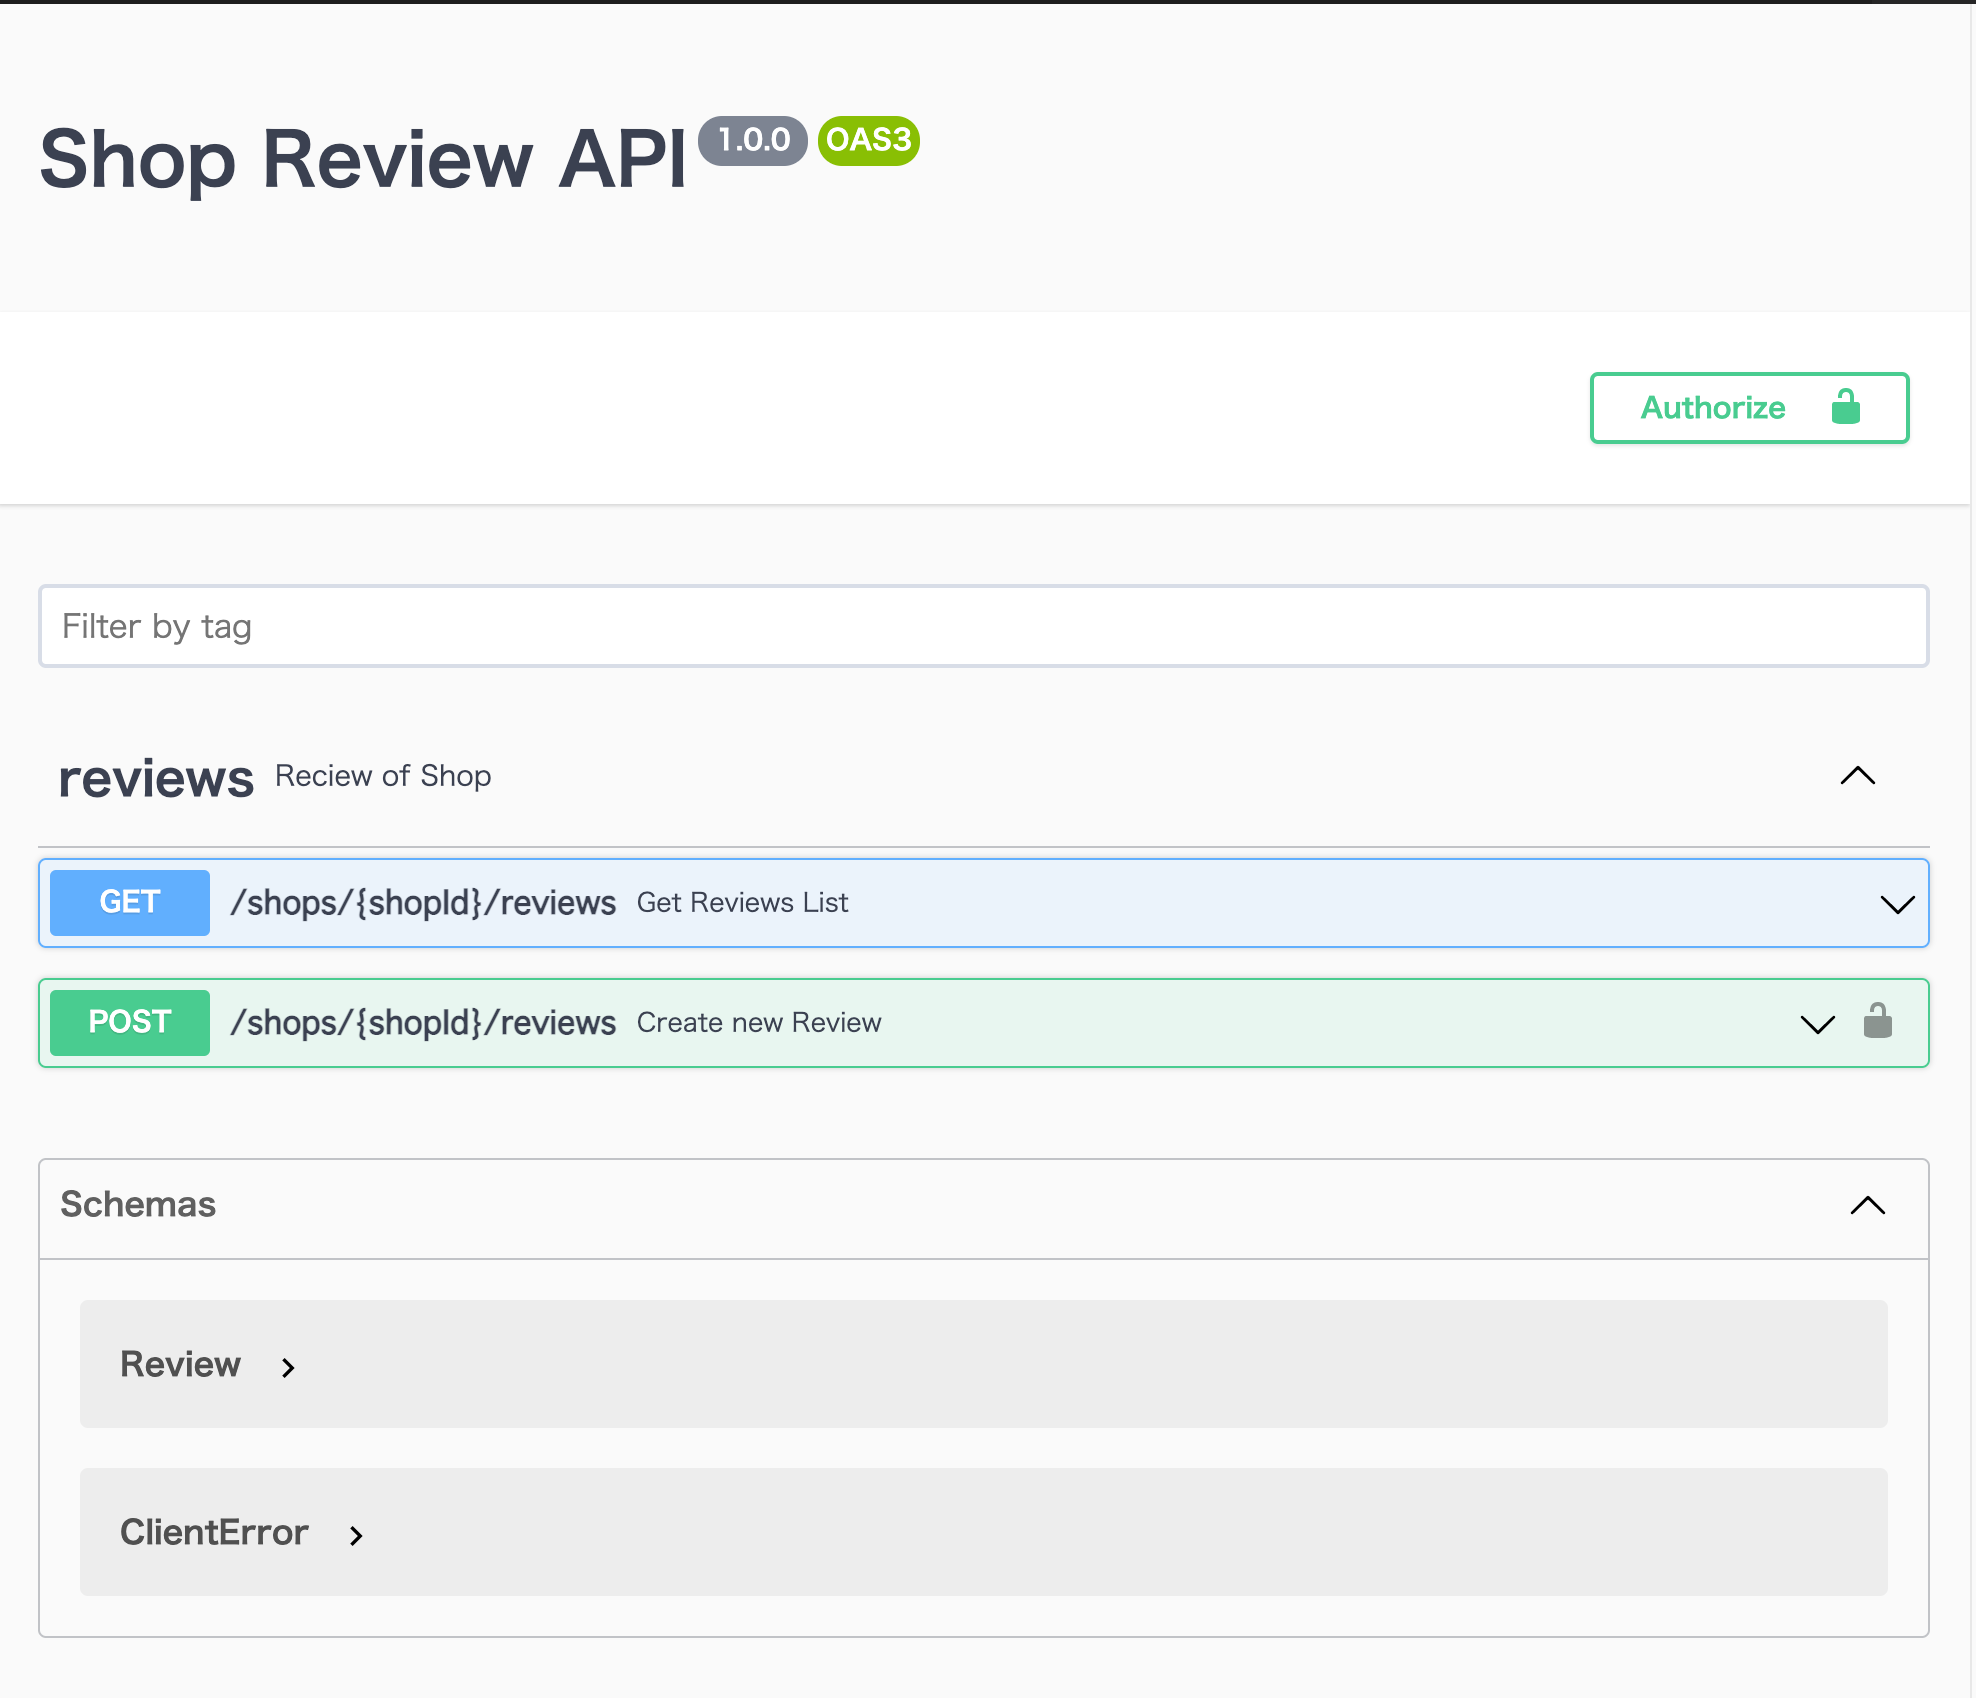 Shop Review API 1.0.0 OAS3
Authorize
Filter by tag
reviews Reciew of Shop
GET /shops/{shopId}/reviews Get Reviews List
POST /shops/{shopId}/reviews Create new Review
Schemas
Review
ClientError